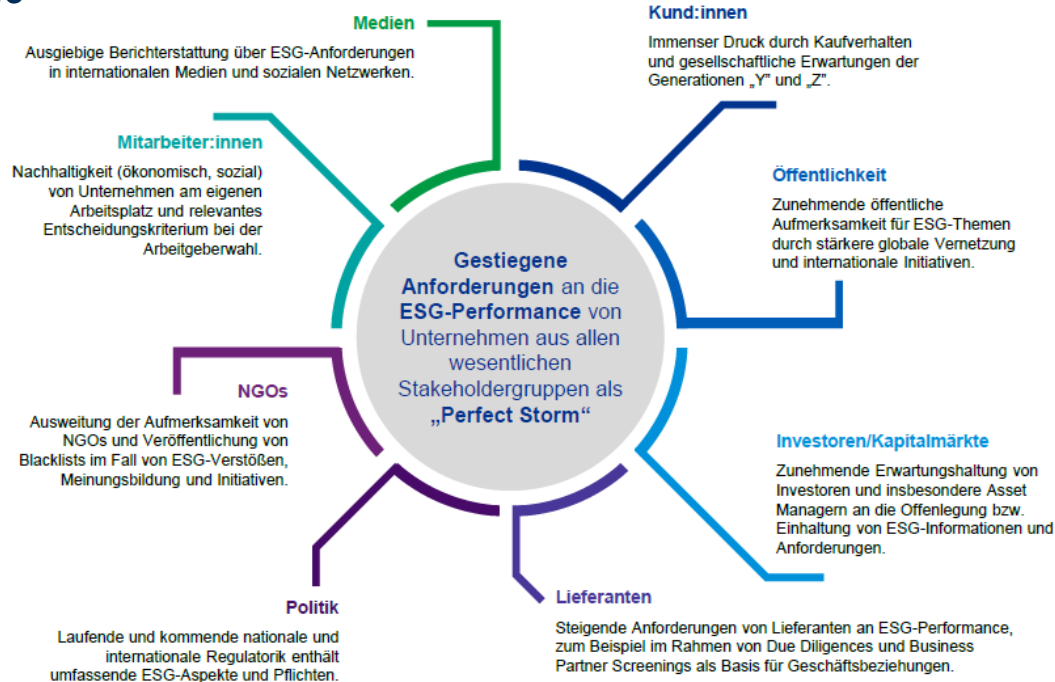 Medien
Ausgiebige Berichterstattung über ESG-Anforderungen
in internationalen Medien und sozialen Netzwerken.
Kund:innen
Immenser Druck durch Kaufverhalten
und gesellschaftliche Erwartungen der
Generationen „Y” und „Z”.
Mitarbeiter:innen
Nachhaltigkeit (ökonomisch, sozial)
von Unternehmen am eigenen
Arbeitsplatz und relevantes
Entscheidungskriterium bei der
Arbeitgeberwahl.
Öffentlichkeit
Zunehmende öffentliche
Aufmerksamkeit für ESG-Themen
durch stärkere globale Vernetzung
und internationale Initiativen.
Gestiegene
Anforderungen an die
ESG-Performance von
Unternehmen aus allen
wesentlichen
Stakeholdergruppen als
„Perfect Storm“
NGOs
Ausweitung der Aufmerksamkeit von
NGOs und Veröffentlichung von
Blacklists im Fall von ESG-Verstößen,
Meinungsbildung und Initiativen.
Investoren/Kapitalmärkte
Zunehmende Erwartungshaltung von
Investoren und insbesondere Asset
Managern an die Offenlegung bzw.
Einhaltung von ESG-Informationen und
Anforderungen.
Politik
Laufende und kommende nationale und
internationale Regulatorik enthält
umfassende ESG-Aspekte und Pflichten.
Lieferanten
Steigende Anforderungen von Lieferanten an ESG-Performance,
zum Beispiel im Rahmen von Due Diligences und Business
Partner Screenings als Basis für Geschäftsbeziehungen.